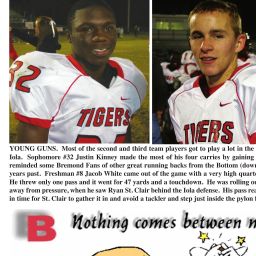 32
TIGERS
TIGERS
YOUNG GUNS. Most of the second and third team players got to play a lot in the
Iola. Sophomore #32 Justin Kinney made the most of his four carries by gaining
reminded some Bremond Fans of other great running backs from the Bottom (down
years past. Freshman #8 Jacob White came out of the game with a very high quarter
He threw only one pass and it went for 47 yards and a touchdown. He was rolling o
away from pressure, when he saw Ryan St. Clair behind the Iola defense. His pass rea
in time for St. Clair to gather it in and avoid a tackler and step just inside the pylon f
B Nothing comes between m